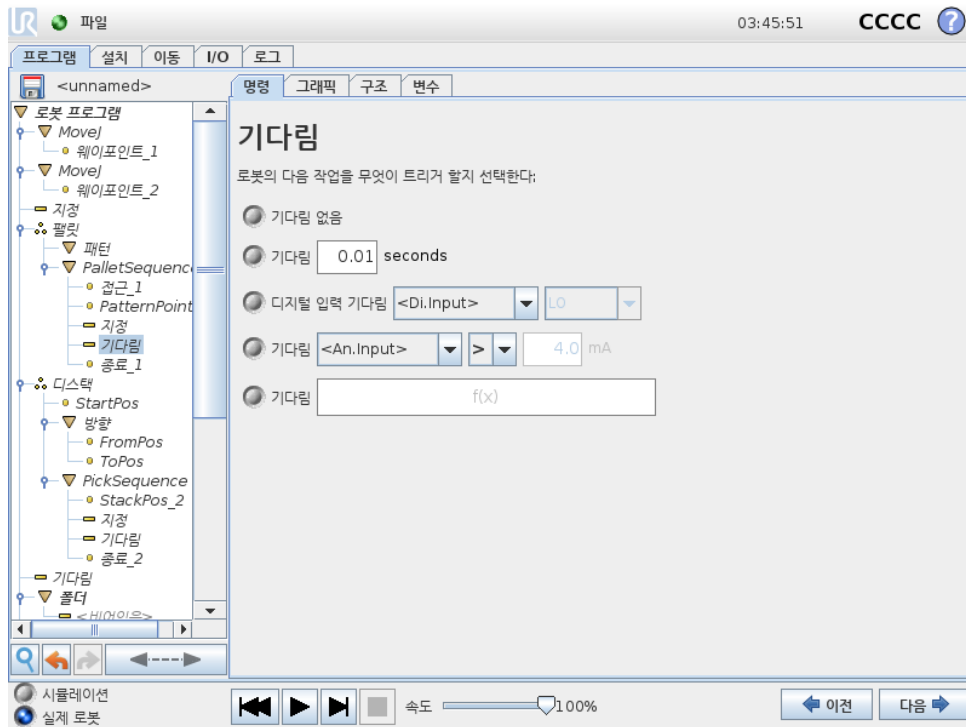 UR 파일 03:45:51 CCCC ?
프로그램 설치 이동 I/O 로그
<unnamed>
명령 그래픽 구조 변수
로봇 프로그램
MoveJ
웨이포인트_1
MoveJ
웨이포인트_2
지정
팔릿
패턴
PalletSequenc
접근_1
PatternPoint
지정
기다림
종료_1
디스택
StartPos
방향
FromPos
ToPos
PickSequence
StackPos_2
지정
기다림
종료_2
기다림
폴더
<비어있음>
기다림
로봇의 다음 작업을 무엇이 트리거 할지 선택한다;
기다림 없음
기다림 0.01 seconds
디지털 입력 기다림 <Di.Input> LO
기다림 <An.Input> > 4.0 mA
기다림 f(x)
시뮬레이션
실제 로봇
속도 100%
이전 다음